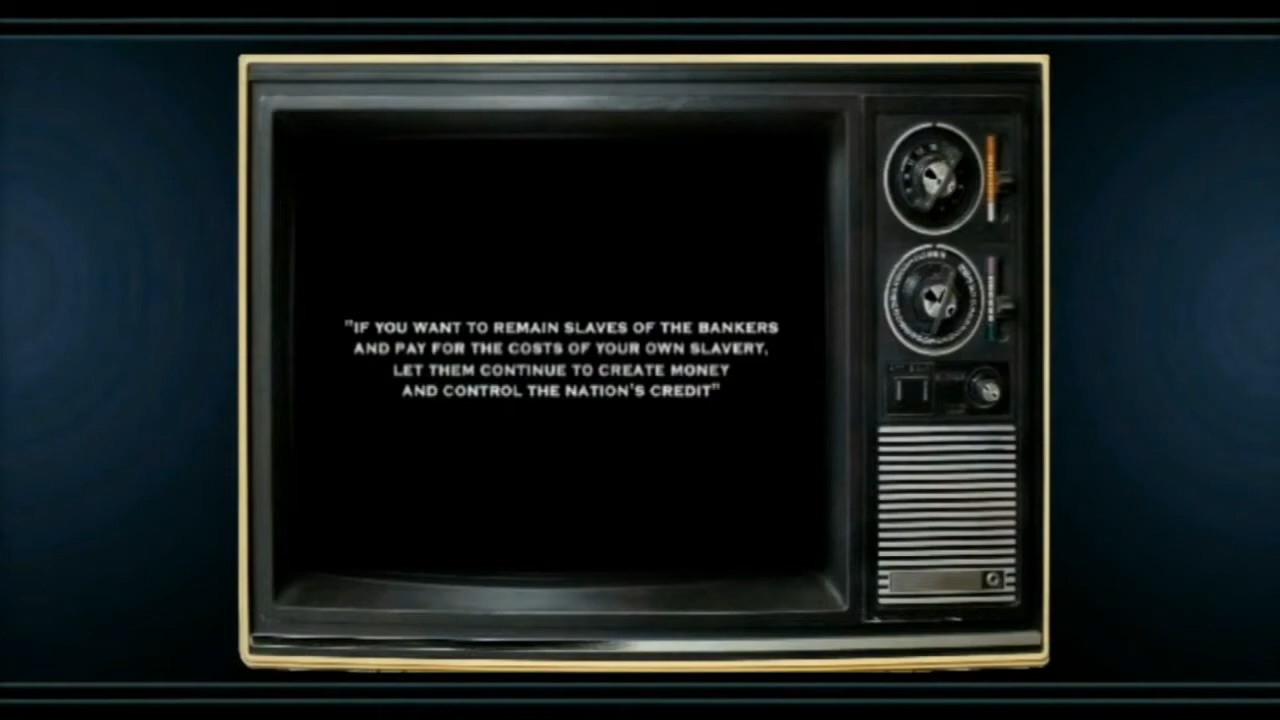 "IF YOU WANT TO REMAIN SLAVES OF THE BANKERS
AND PAY FOR THE COSTS OF YOUR OWN SLAVERY,
LET THEM CONTINUE TO CREATE MONEY
AND CONTROL THE NATION'S CREDIT"